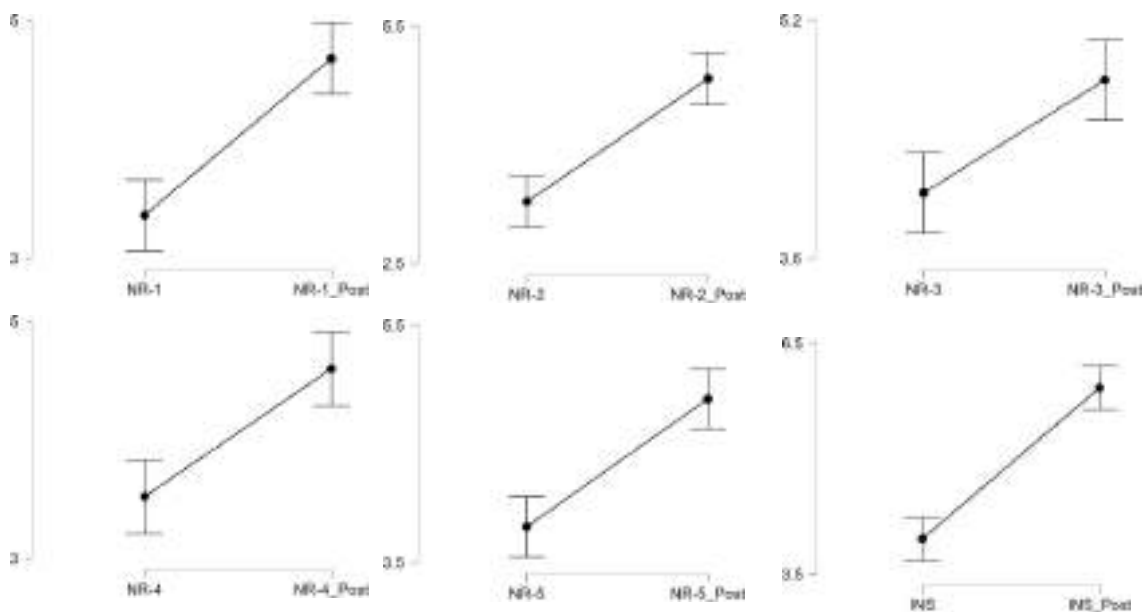 5
5.5
5.2
3
2.5
3.6
NR-1 NR-1_Post
NR-2 NR-2_Post
NR-3 NR-3_Post
5
5.5
6.5
3
3.5
3.5
NR-4 NR-4_Post
NR-5 NR-5_Post
INS INS_Post